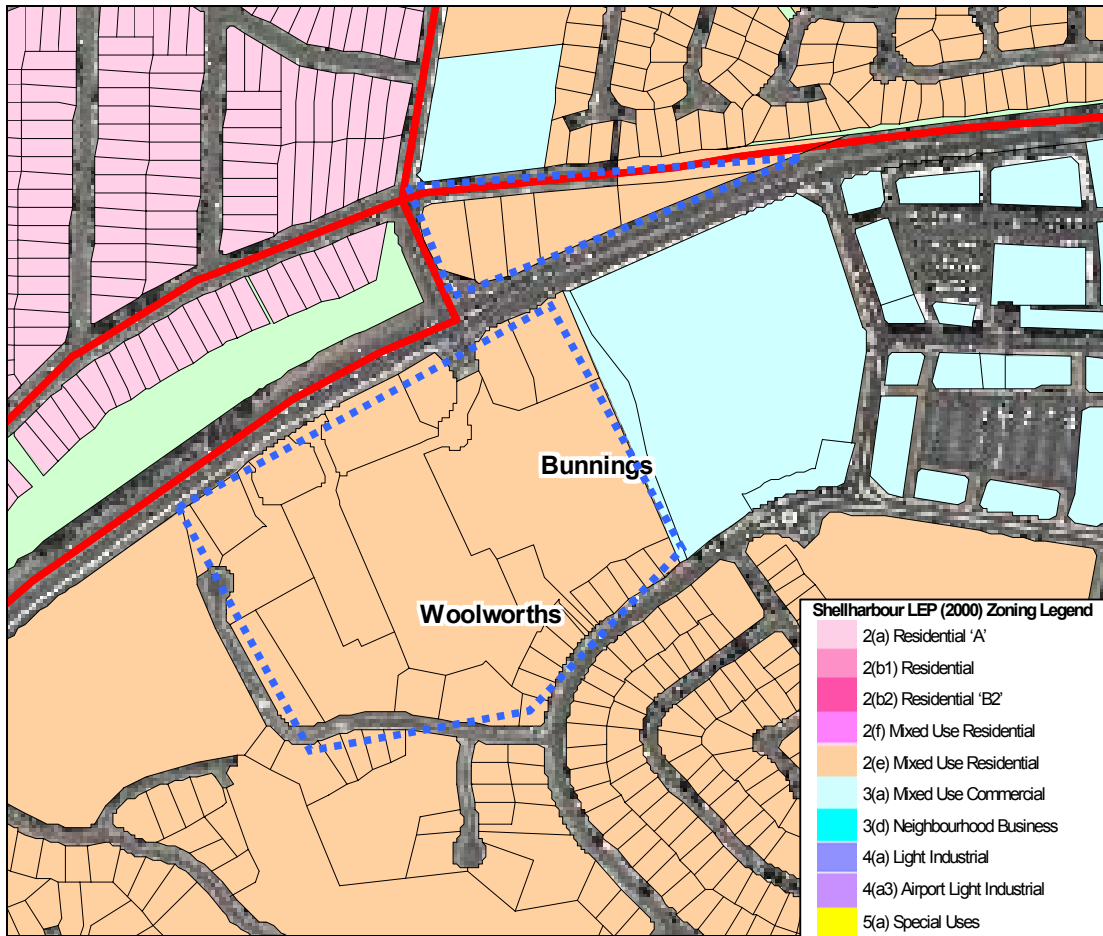 Bunnings
Woolworths
Shellharbour LEP (2000) Zoning Legend
2(a) Residential 'A'
2(b1) Residential
2(b2) Residential 'B2'
2(f) Mixed Use Residential
2(e) Mixed Use Residential
3(a) Mixed Use Commercial
3(d) Neighbourhood Business
4(a) Light Industrial
4(a3) Airport Light Industrial
5(a) Special Uses